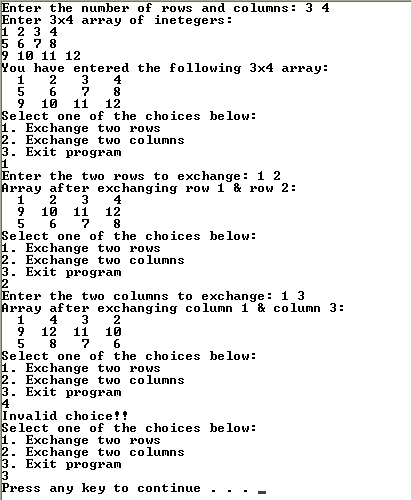 Enter the number of rows and columns: 3 4
Enter 3x4 array of inetegers:
1 2 3 4
5 6 7 8
9 10 11 12
You have entered the following 3x4 array:
1 2 3 4
5 6 7 8
9 10 11 12
Select one of the choices below:
1. Exchange two rows
2. Exchange two columns
3. Exit program
1
Enter the two rows to exchange: 1 2
Array after exchanging row 1 & row 2:
1 2 3 4
9 10 11 12
5 6 7 8
Select one of the choices below:
1. Exchange two rows
2. Exchange two columns
3. Exit program
2
Enter the two columns to exchange: 1 3
Array after exchanging column 1 & column 3:
1 4 3 2
9 12 11 10
5 8 7 6
Select one of the choices below:
1. Exchange two rows
2. Exchange two columns
3. Exit program
4
Invalid choice!!
Select one of the choices below:
1. Exchange two rows
2. Exchange two columns
3. Exit program
3
Press any key to continue . . . _